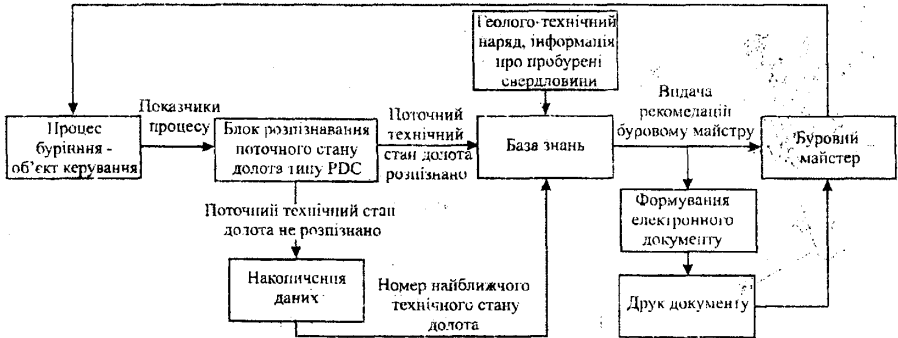 Геолого-технічний
наряд, інформація
про пробурені
свердловини
Показники
процесу
Процес
буріння -
об'єкт керування
Блок розпізнавання
поточного стану
долота типу PDC
Поточний
технічний
стан долота
розпізнано
База знань
Видача
рекомелації
буровому майстру
Буровий
майстер
Поточний технічний стан
долота не розпізнано
Формування
електронного
документу
Накопичення
даних
Номер найближчого
технічного стану
долота
Друк документу